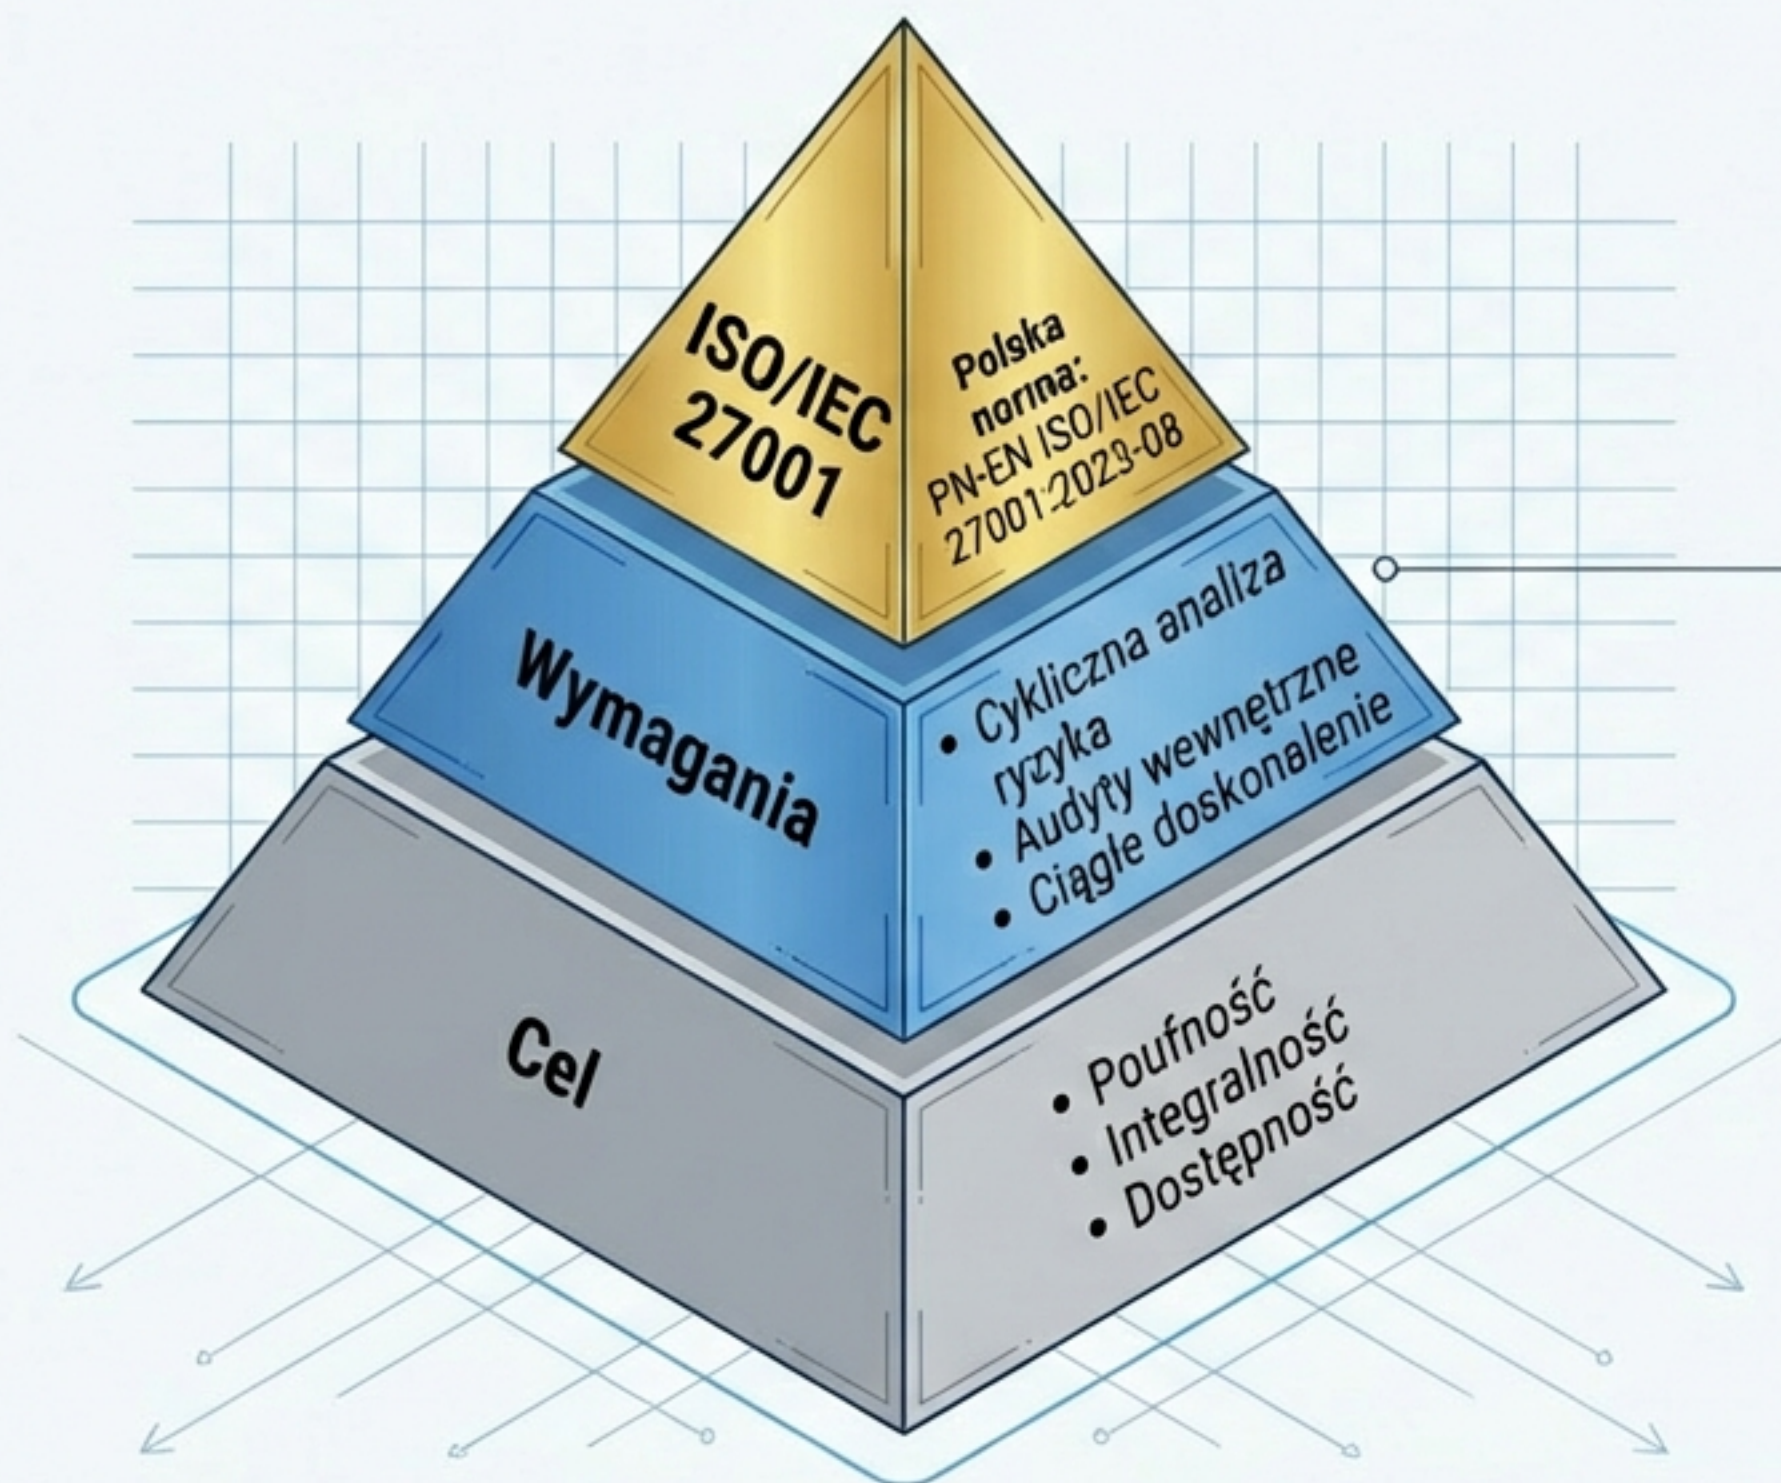 ISO/IEC
27001
Polska
norma:
PN-EN ISO/IEC
27001:2023-08
Wymagania
• Cykliczna analiza
ryzyka
• Audyty wewnętrzne
• Ciągłe doskonalenie
Cel
• Poufność
• Integralność
• Dostępność